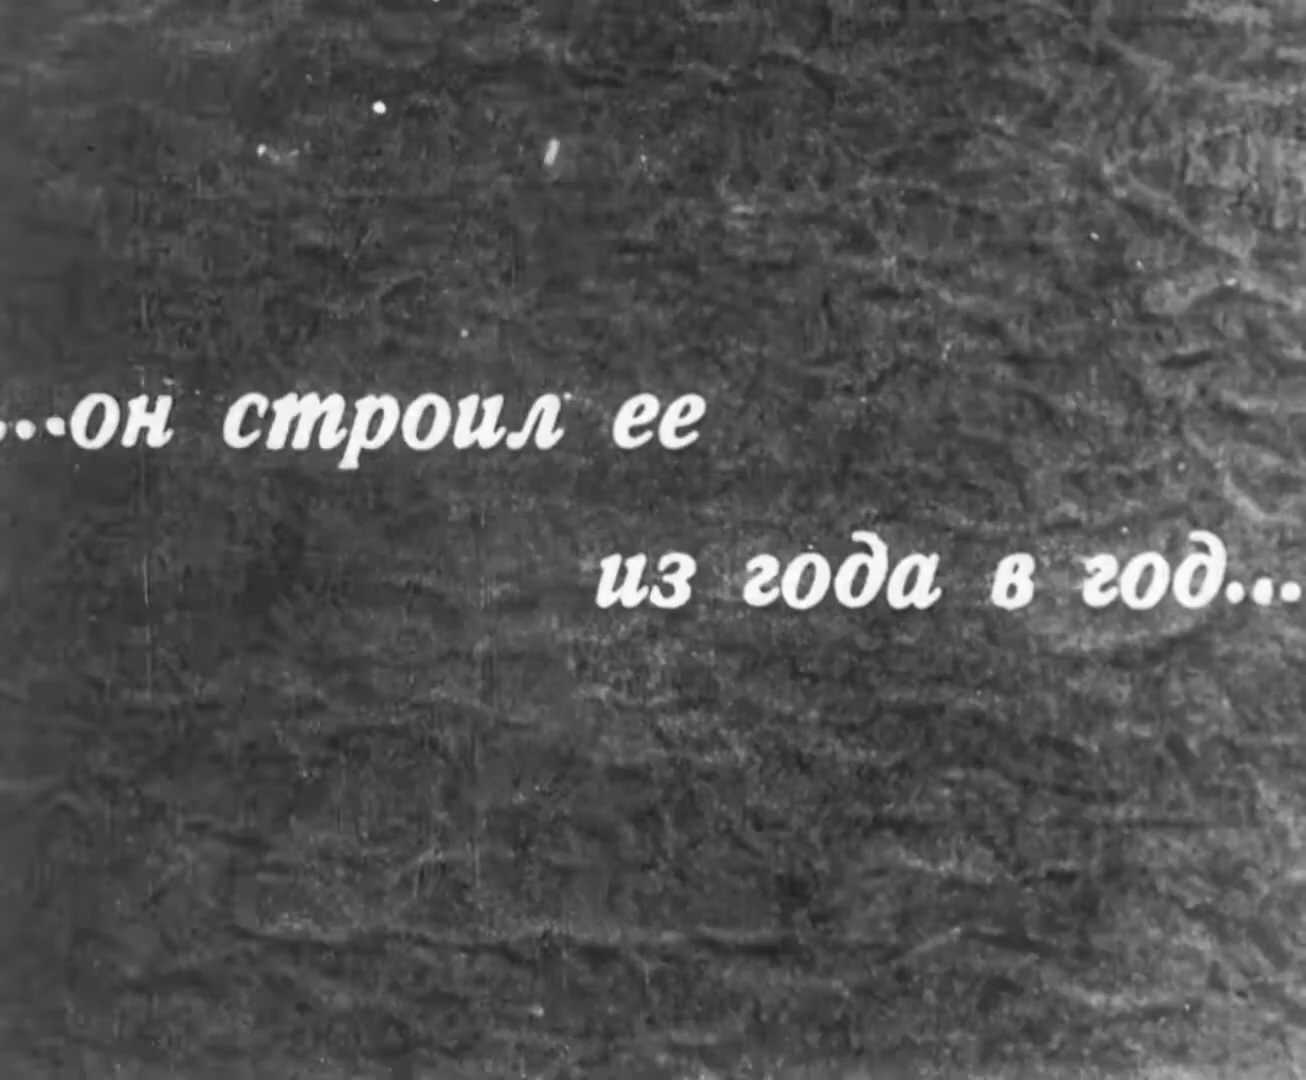 ...он строил ее
из года в год...